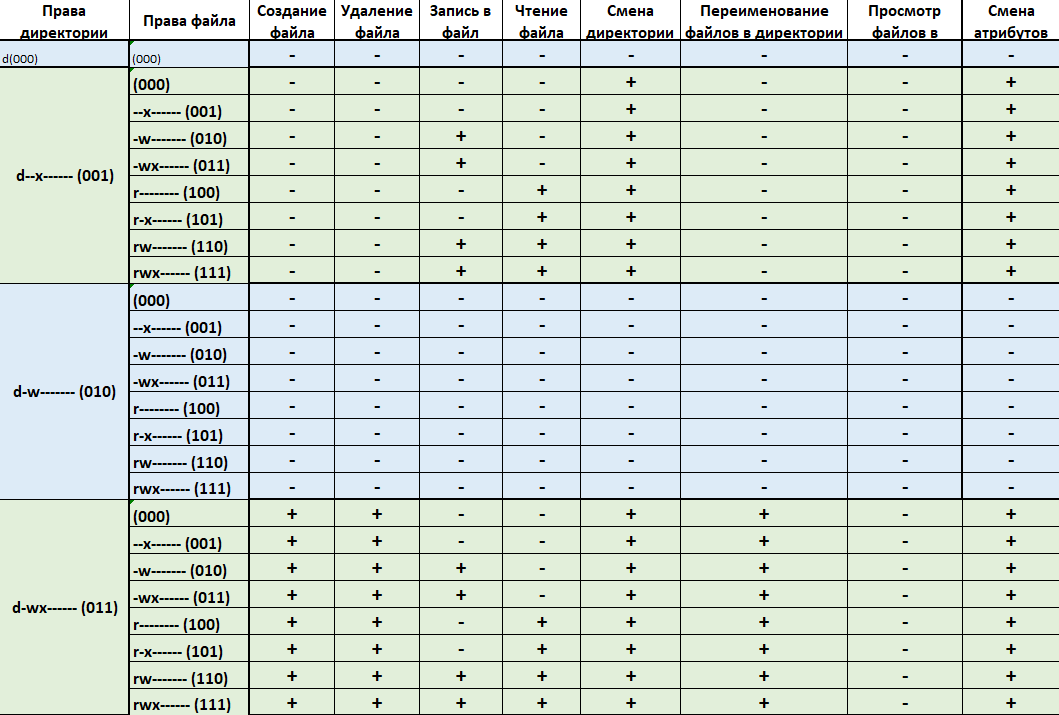 Права директории | Права файла | Создание файла | Удаление файла | Запись в файл | Чтение файла | Смена директории | Переименование файлов в директории | Просмотр файлов в | Смена атрибутов
d(000) | (000) | - | - | - | - | - | - | - | -
d--x------ (001) | (000) | - | - | - | - | + | - | - | +
--x------ (001) | - | - | - | - | + | - | - | +
-w------- (010) | - | - | + | - | + | - | - | +
-wx------ (011) | - | - | + | - | + | - | - | +
r-------- (100) | - | - | - | + | + | - | - | +
r-x------ (101) | - | - | - | + | + | - | - | +
rw------- (110) | - | - | + | + | + | - | - | +
rwx------ (111) | - | - | + | + | + | - | - | +
d-w------- (010) | (000) | - | - | - | - | - | - | - | -
--x------ (001) | - | - | - | - | - | - | - | -
-w------- (010) | - | - | - | - | - | - | - | -
-wx------ (011) | - | - | - | - | - | - | - | -
r-------- (100) | - | - | - | - | - | - | - | -
r-x------ (101) | - | - | - | - | - | - | - | -
rw------- (110) | - | - | - | - | - | - | - | -
rwx------ (111) | - | - | - | - | - | - | - | -
d-wx------ (011) | (000) | + | + | - | - | + | + | - | +
--x------ (001) | + | + | - | - | + | + | - | +
-w------- (010) | + | + | + | - | + | + | - | +
-wx------ (011) | + | + | + | - | + | + | - | +
r-------- (100) | + | + | - | + | + | + | - | +
r-x------ (101) | + | + | - | + | + | + | - | +
rw------- (110) | + | + | + | + | + | + | - | +
rwx------ (111) | + | + | + | + | + | + | - | +